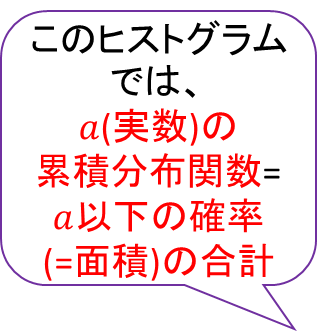 このヒストグラム
では、
a(実数)の
累積分布関数=
a以下の確率
(=面積)の合計